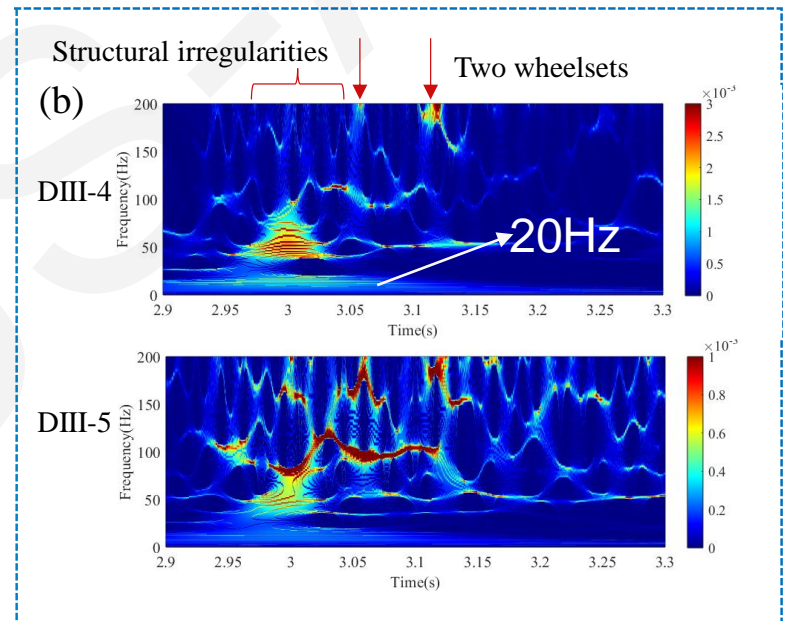 Structural irregularities
Two wheelsets
(b)
DIII-4
Frequency(Hz)
200
150
100
50
0
20Hz
×10⁻³
3
2.5
2
1.5
1
0.5
0
2.9 2.95 3 3.05 3.1 3.15 3.2 3.25 3.3
Time(s)
DIII-5
Frequency(Hz)
200
150
100
50
0
×10⁻³
1
0.8
0.6
0.4
0.2
0
2.9 2.95 3 3.05 3.1 3.15 3.2 3.25 3.3
Time(s)